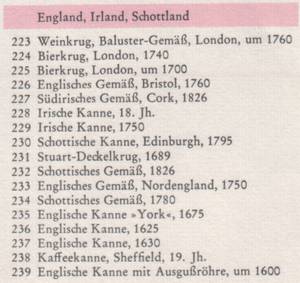 England, Irland, Schottland
223 Weinkrug, Baluster-Gemäß, London, um 1760
224 Bierkrug, London, 1740
225 Bierkrug, London, um 1700
226 Englisches Gemäß, Bristol, 1760
227 Südirisches Gemäß, Cork, 1826
228 Irische Kanne, 18. Jh.
229 Irische Kanne, 1750
230 Schottische Kanne, Edinburgh, 1795
231 Stuart-Deckelkrug, 1689
232 Schottisches Gemäß, 1826
233 Englisches Gemäß, Nordengland, 1750
234 Schottisches Gemäß, 1780
235 Englische Kanne »York«, 1675
236 Englische Kanne, 1625
237 Englische Kanne, 1630
238 Kaffeekanne, Sheffield, 19. Jh.
239 Englische Kanne mit Ausgußröhre, um 1600